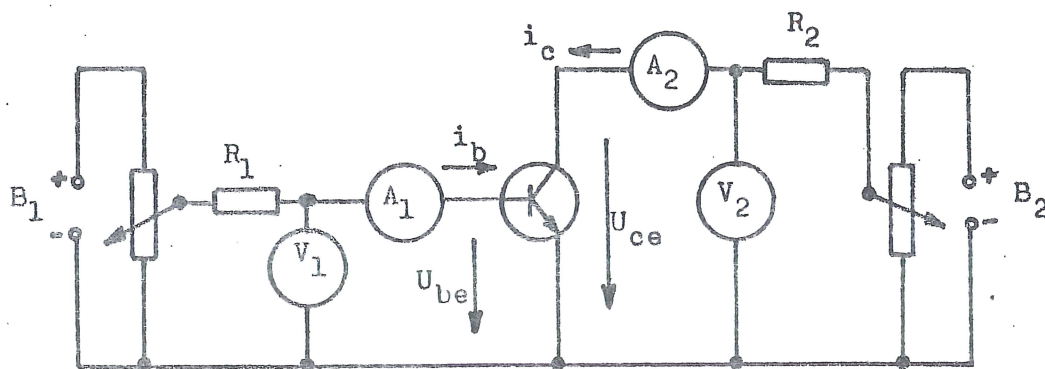 i_c
A_2
R_2
B_1
+
-
R_1
V_1
i_b
A_1
U_be
U_ce
V_2
+
-
B_2